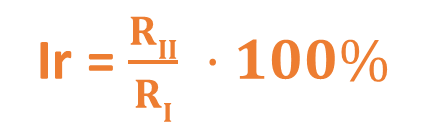 Ir = R_II / R_I · 100%